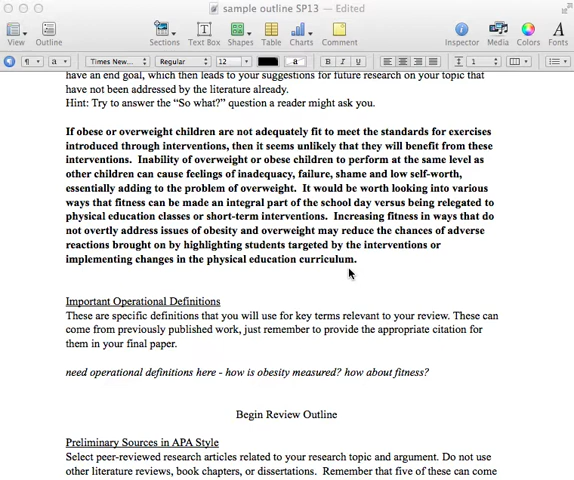 sample outline SP13 — Edited
View Outline Sections Text Box Shapes Table Charts Comment Inspector Media Colors Fonts
¶ a Times New... Regular 12 a B I U 1
have an end goal, which then leads to your suggestions for future research on your topic that
have not been addressed by the literature already.
Hint: Try to answer the “So what?” question a reader might ask you.
If obese or overweight children are not adequately fit to meet the standards for exercises
introduced through interventions, then it seems unlikely that they will benefit from these
interventions. Inability of overweight or obese children to perform at the same level as
other children can cause feelings of inadequacy, failure, shame and low self-worth,
essentially adding to the problem of overweight. It would be worth looking into various
ways that fitness can be made an integral part of the school day versus being relegated to
physical education classes or short-term interventions. Increasing fitness in ways that do
not overtly address issues of obesity and overweight may reduce the chances of adverse
reactions brought on by highlighting students targeted by the interventions or
implementing changes in the physical education curriculum.
Important Operational Definitions
These are specific definitions that you will use for key terms relevant to your review. These can
come from previously published work, just remember to provide the appropriate citation for
them in your final paper.
need operational definitions here - how is obesity measured? how about fitness?
Begin Review Outline
Preliminary Sources in APA Style
Select peer-reviewed research articles related to your research topic and argument. Do not use
other literature reviews, book chapters, or dissertations. Remember that five of these can come